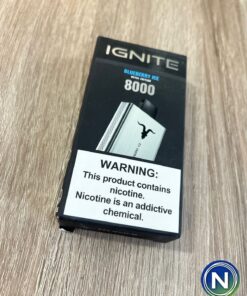 IGNITE
BLUEBERRY ICE
8000
WARNING:
This product contains
nicotine.
Nicotine is an addictive
chemical.
N